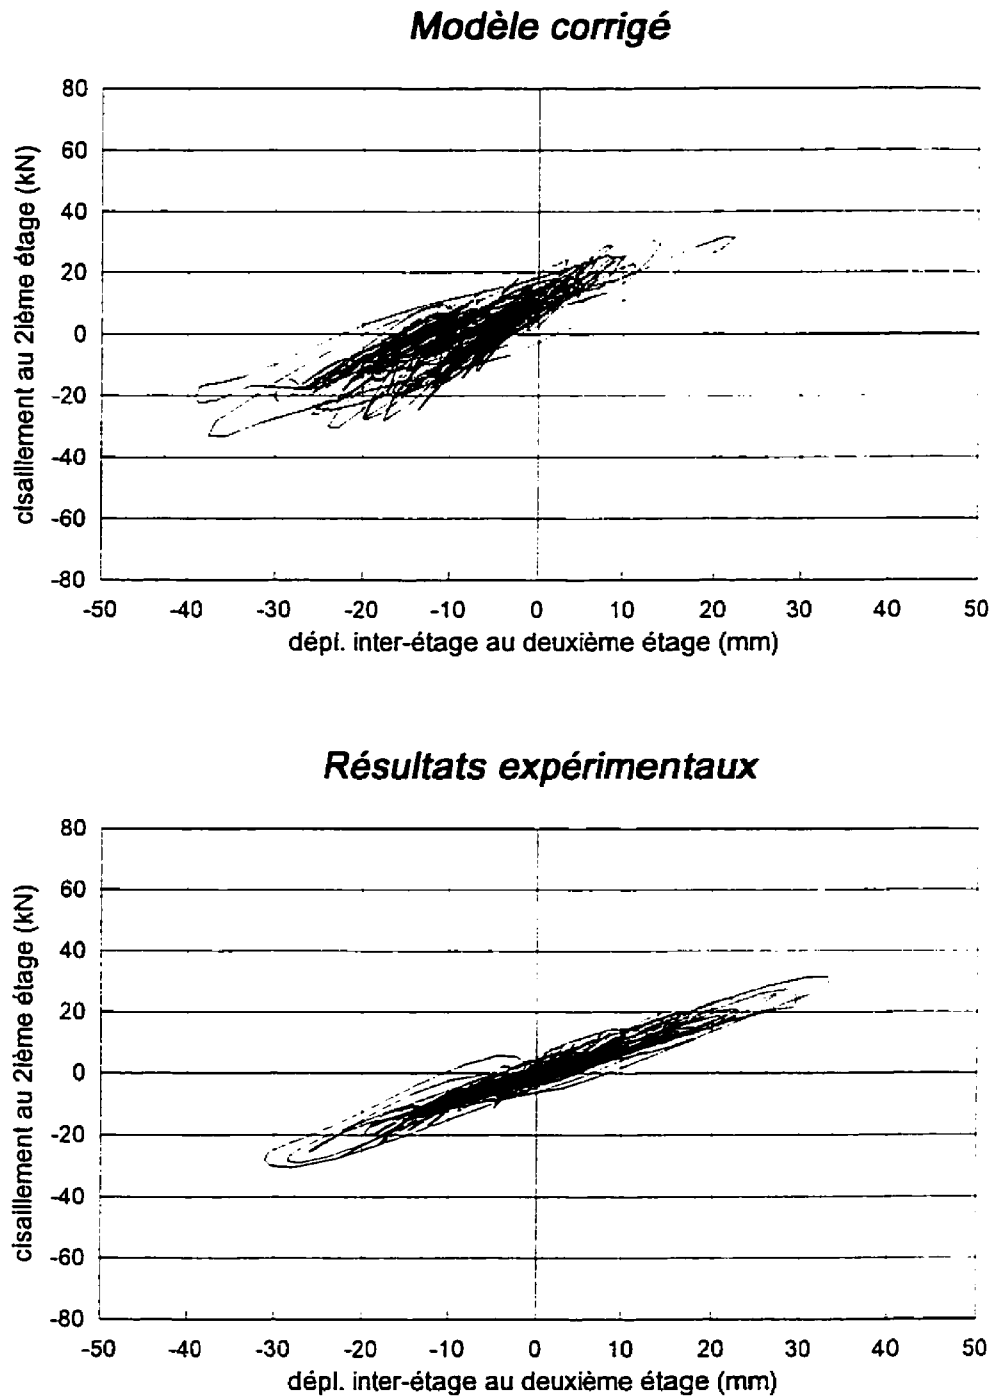 Modèle corrigé
80
60
40
20
0
-20
-40
-60
-80
cisaillement au 2ième étage (kN)
-50 -40 -30 -20 -10 0 10 20 30 40 50
dépl. inter-étage au deuxième étage (mm)
Résultats expérimentaux
80
60
40
20
0
-20
-40
-60
-80
cisaillement au 2ième étage (kN)
-50 -40 -30 -20 -10 0 10 20 30 40 50
dépl. inter-étage au deuxième étage (mm)